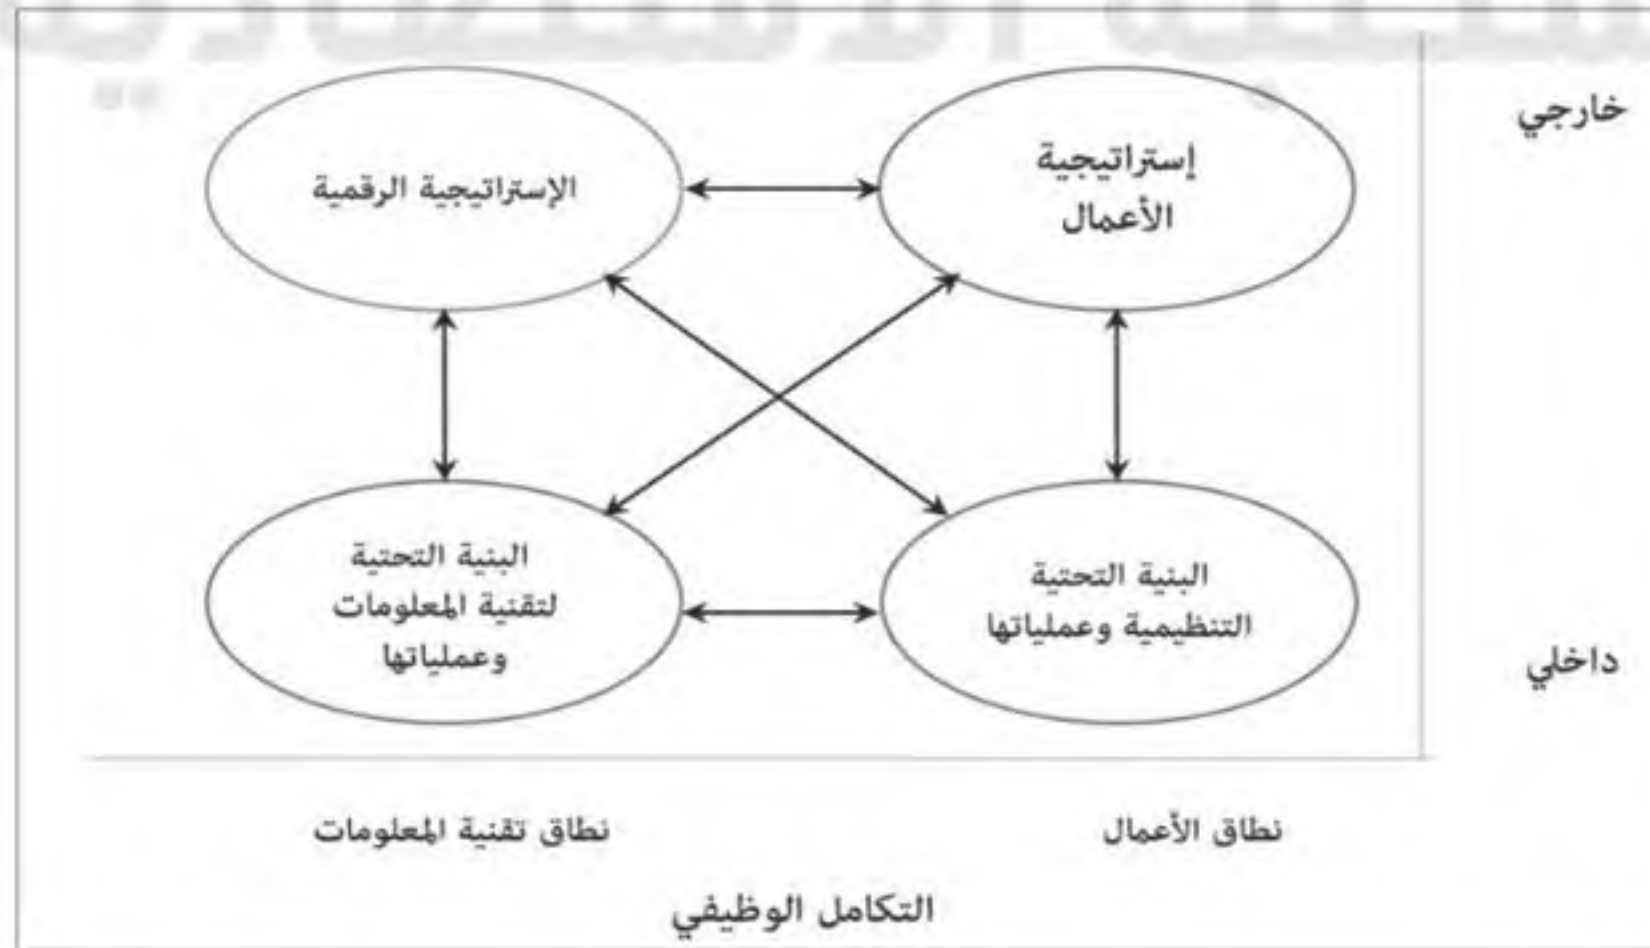 خارجي
إستراتيجية
الأعمال
الإستراتيجية الرقمية
البنية التحتية
التنظيمية وعملياتها
البنية التحتية
لتقنية المعلومات
وعملياتها
داخلي
نطاق الأعمال
نطاق تقنية المعلومات
التكامل الوظيفي